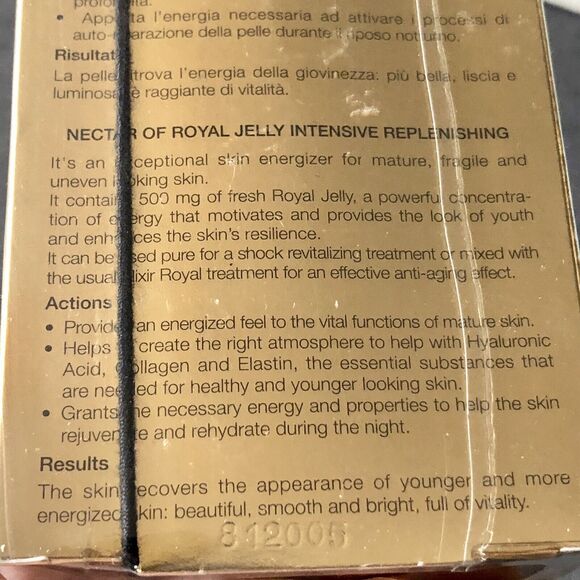 • Apporta l'energia necessaria ad attivare i processi di
auto-riparazione della pelle durante il riposo notturno.
Risultati
La pelle ritrova l'energia della giovinezza: più bella, liscia e
luminosa è raggiante di vitalità.
NECTAR OF ROYAL JELLY INTENSIVE REPLENISHING
It's an exceptional skin energizer for mature, fragile and
uneven looking skin.
It contains 500 mg of fresh Royal Jelly, a powerful concentra-
tion of energy that motivates and provides the look of youth
and enhances the skin's resilience.
It can be used pure for a shock revitalizing treatment or mixed with
the usual Elixir Royal treatment for an effective anti-aging effect.
Actions
• Provides an energized feel to the vital functions of mature skin.
• Helps to create the right atmosphere to help with Hyaluronic
Acid, Collagen and Elastin, the essential substances that
are needed for healthy and younger looking skin.
• Grants the necessary energy and properties to help the skin
rejuvenate and rehydrate during the night.
Results
The skin recovers the appearance of younger and more
energized skin: beautiful, smooth and bright, full of vitality.
812005